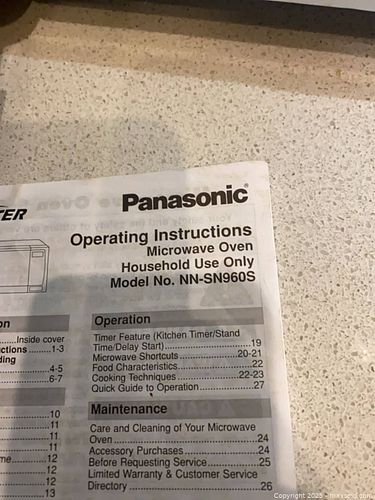 TER
Panasonic®
Operating Instructions
Microwave Oven
Household Use Only
Model No. NN-SN960S
on
Inside cover
ctions..........1-3
ding
4-5
6-7
10
11
11
11
me
12
12
12
13
Operation
Timer Feature (Kitchen Timer/Stand
Time/Delay Start)..........19
Microwave Shortcuts..........20-21
Food Characteristics..........22
Cooking Techniques..........22-23
Quick Guide to Operation..........27
Maintenance
Care and Cleaning of Your Microwave
Oven..........24
Accessory Purchases..........24
Before Requesting Service..........25
Limited Warranty & Customer Service
Directory..........26